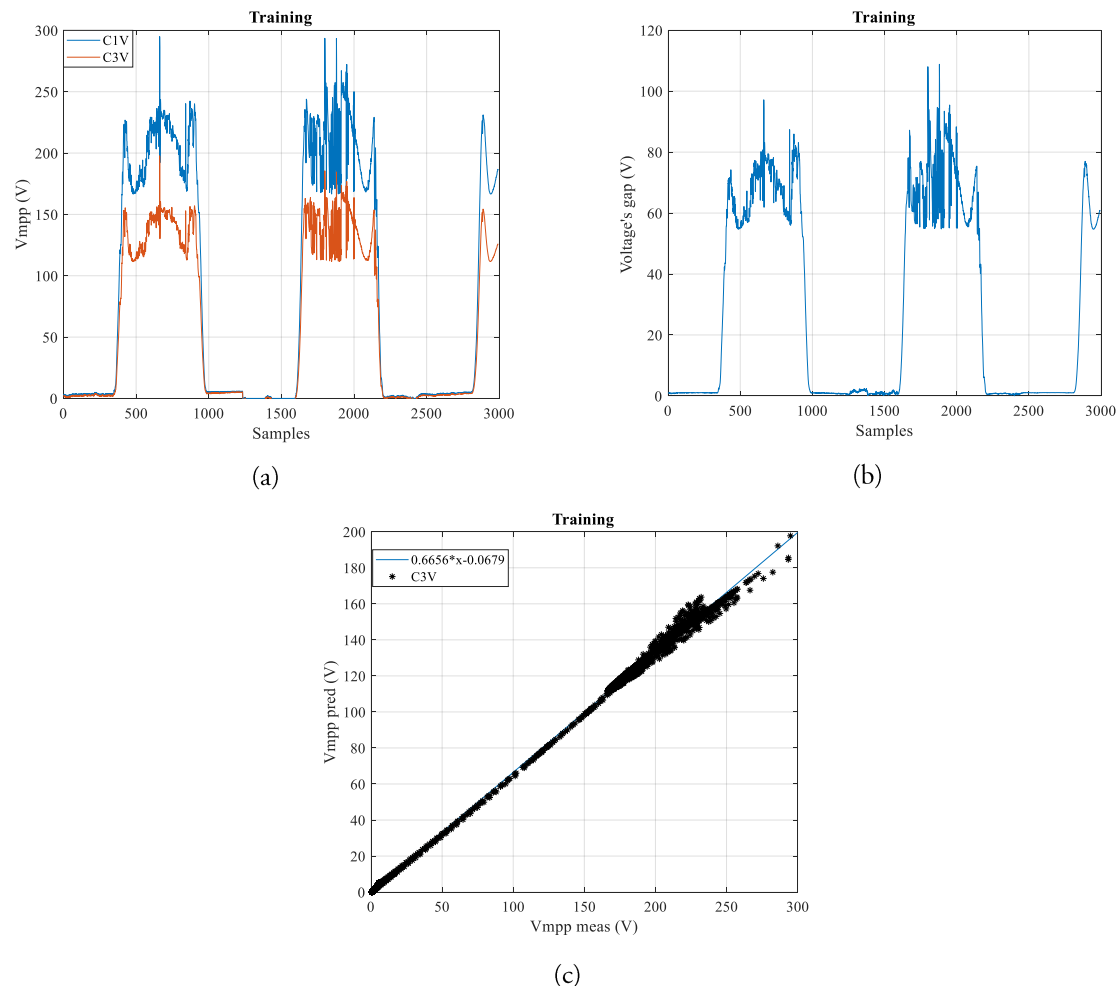 Training
300
250
200
150
100
50
0
C1V
C3V
Vmpp (V)
0 500 1000 1500 2000 2500 3000
Samples
(a)
Training
120
100
80
60
40
20
0
Voltage's gap (V)
0 500 1000 1500 2000 2500 3000
Samples
(b)
Training
200
180
160
140
120
100
80
60
40
20
0
0.6656*x-0.0679
C3V
Vmpp pred (V)
0 50 100 150 200 250 300
Vmpp meas (V)
(c)